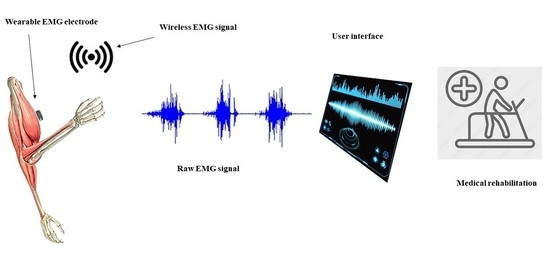 Wearable EMG electrode
Wireless EMG signal
User interface
Raw EMG signal
Medical rehabilitation